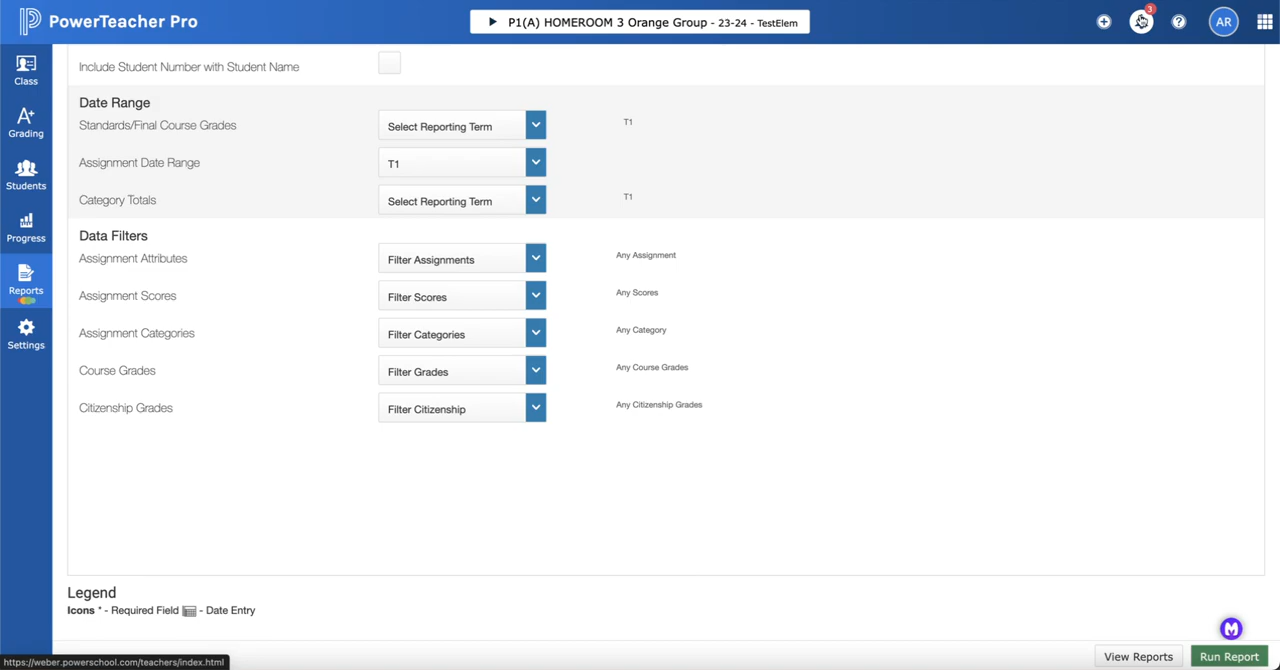 PowerTeacher Pro
P1(A) HOMEROOM 3 Orange Group - 23-24 - TestElem
3
AR
Class
Grading
Students
Progress
Reports
Settings
Include Student Number with Student Name
Date Range
Standards/Final Course Grades
Select Reporting Term
T1
Assignment Date Range
T1
Category Totals
Select Reporting Term
T1
Data Filters
Assignment Attributes
Filter Assignments
Any Assignment
Assignment Scores
Filter Scores
Any Scores
Assignment Categories
Filter Categories
Any Category
Course Grades
Filter Grades
Any Course Grades
Citizenship Grades
Filter Citizenship
Any Citizenship Grades
Legend
Icons * - Required Field - Date Entry
View Reports
Run Report
https://weber.powerschool.com/teachers/index.html